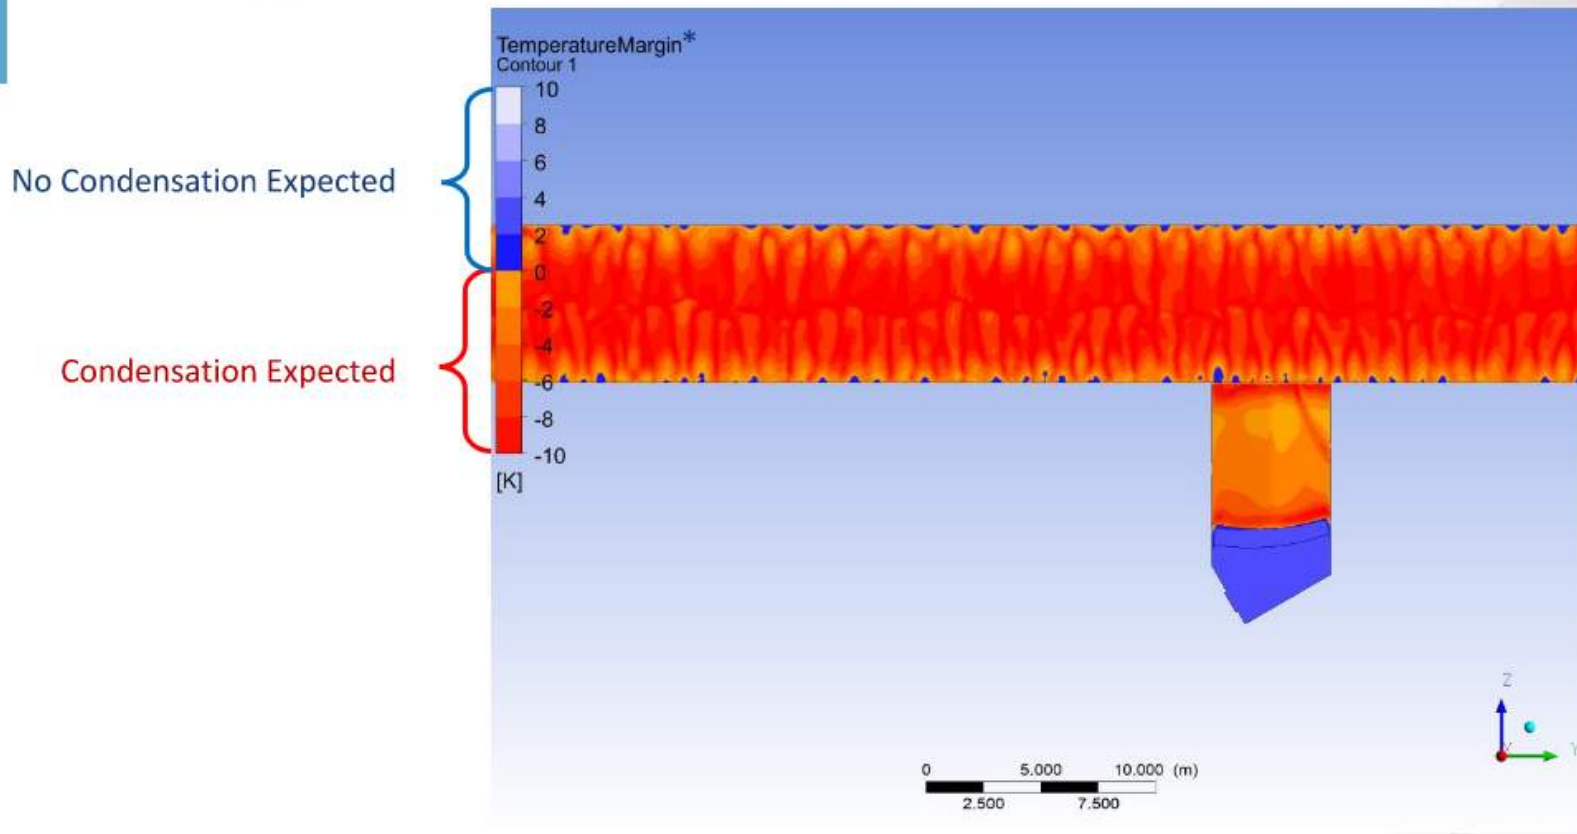 TemperatureMargin*
Contour 1
10
8
6
4
2
0
-2
-4
-6
-8
-10
[K]
No Condensation Expected
Condensation Expected
Z
Y
0 5.000 10.000 (m)
2.500 7.500